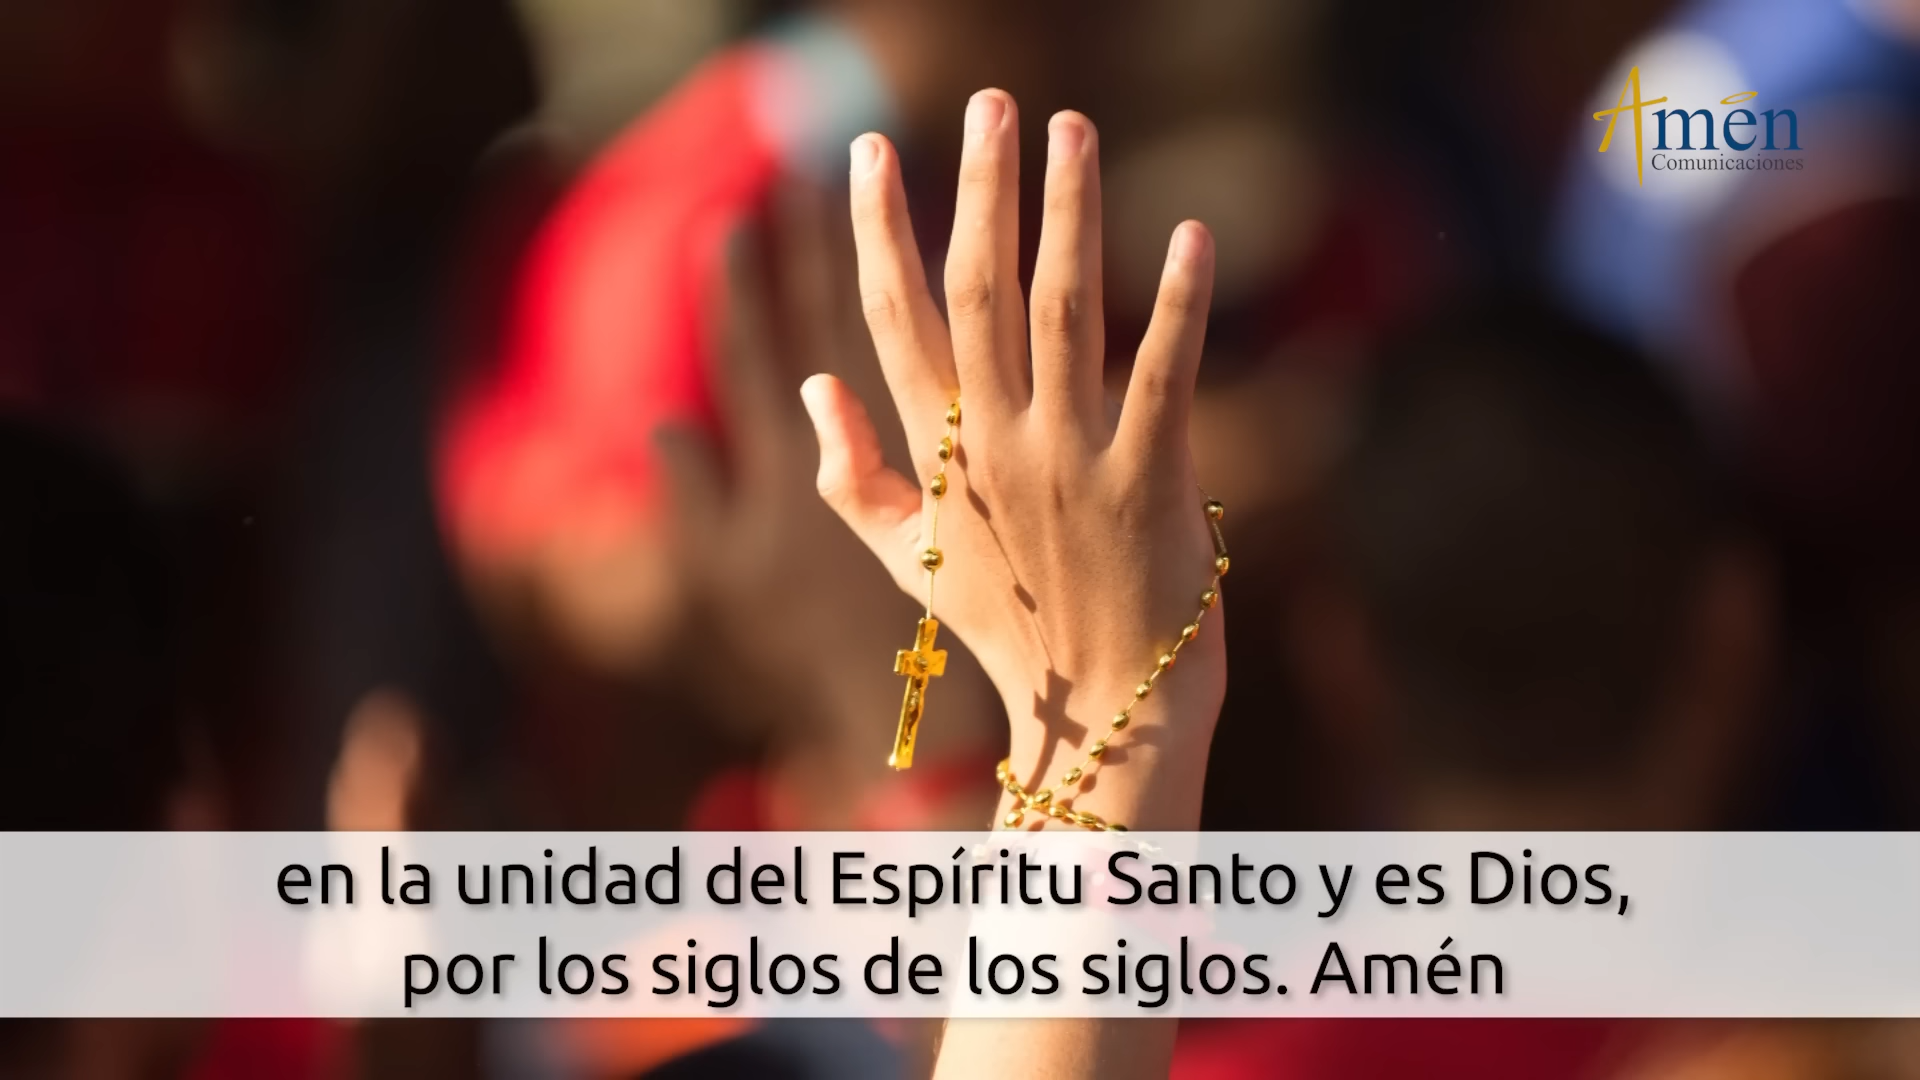 Amén
Comunicaciones
en la unidad del Espíritu Santo y es Dios,
por los siglos de los siglos. Amén